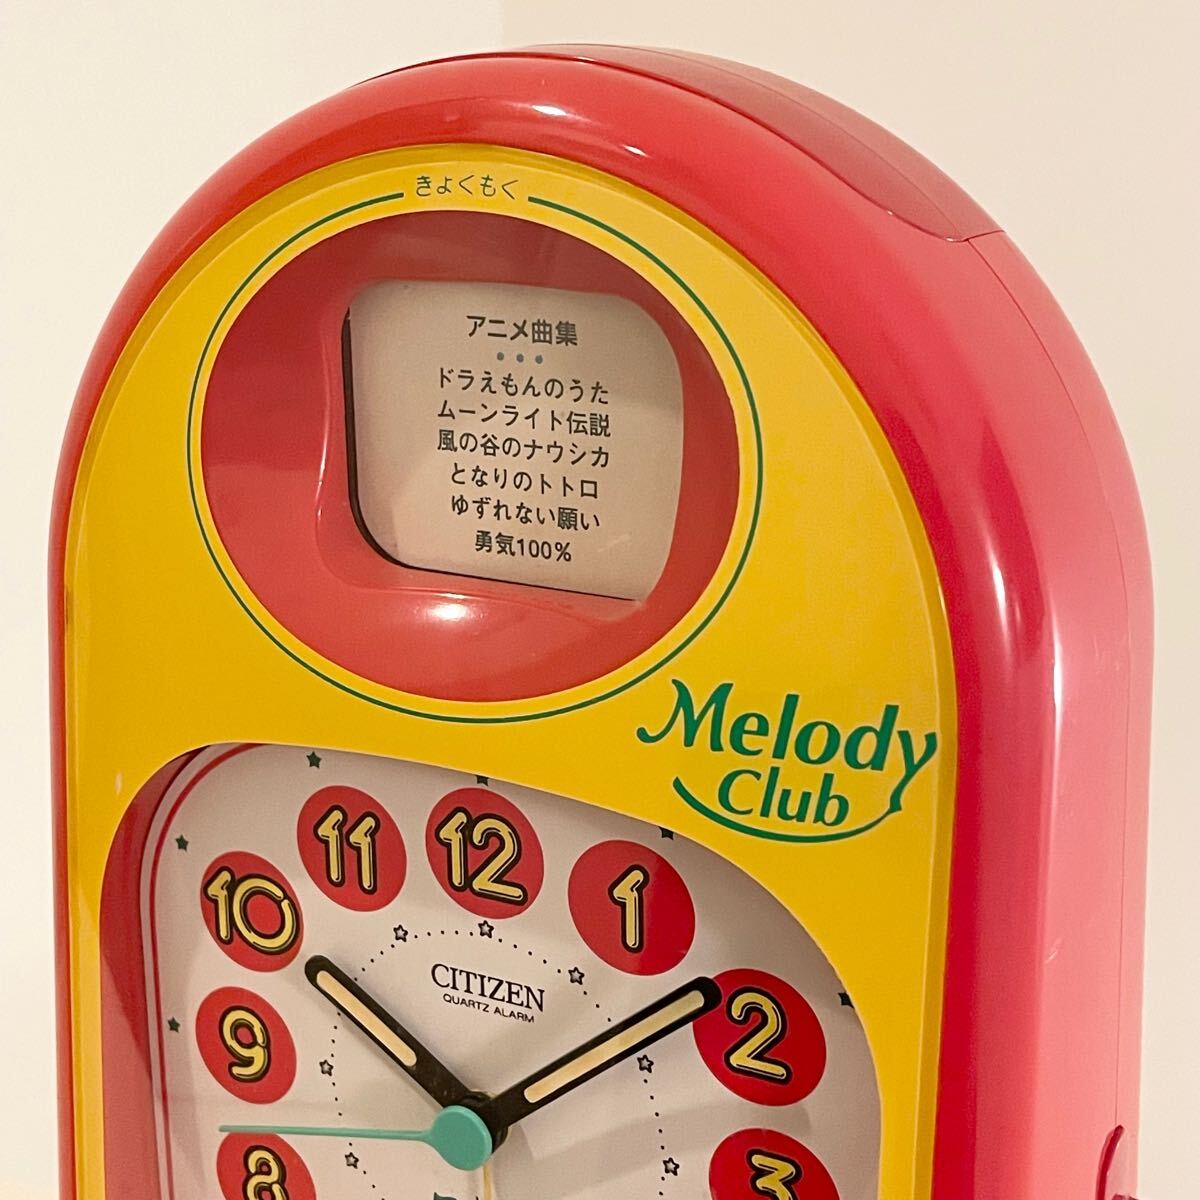 きょくもく
アニメ曲集
ドラえもんのうた
ムーンライト伝説
風の谷のナウシカ
となりのトトロ
ゆずれない願い
勇気100%
Melody
Club
11 12 1
10 2
CITIZEN
QUARTZ ALARM
9
8 3